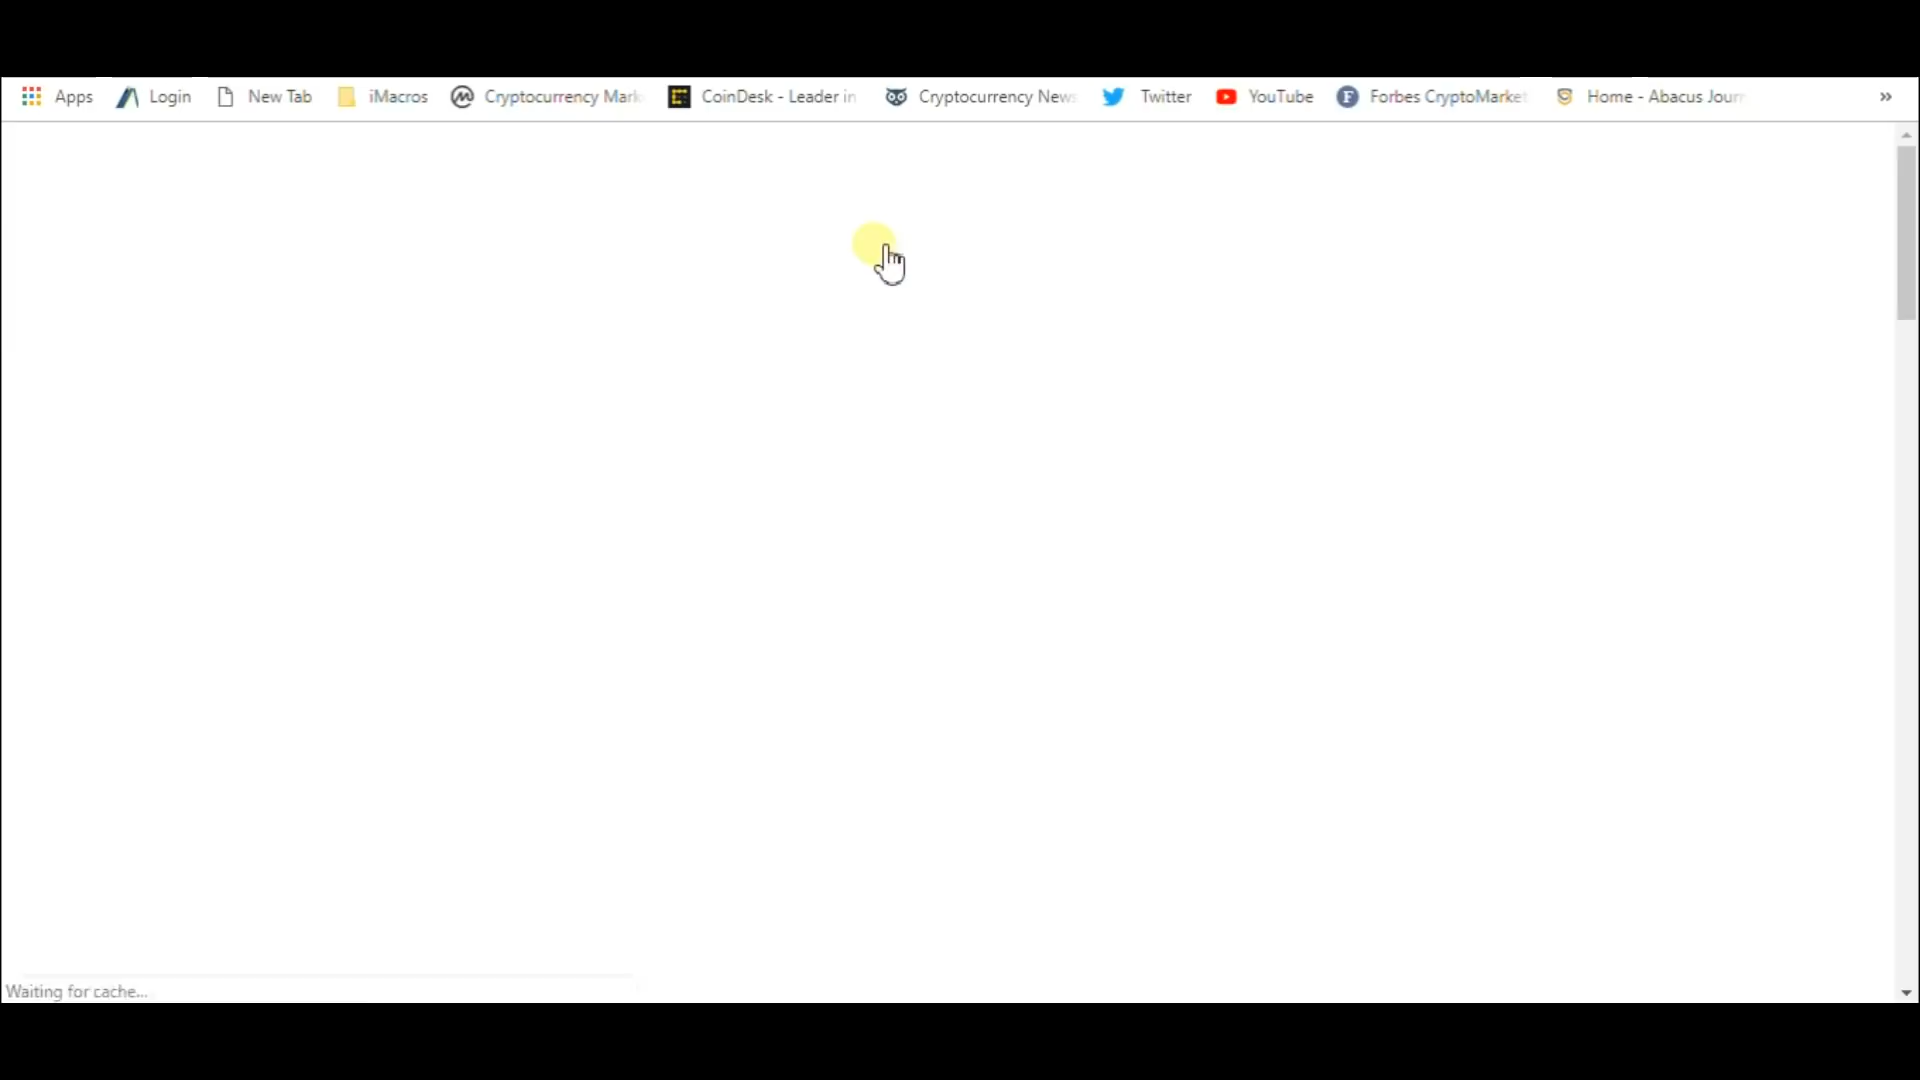 Apps Login New Tab iMacros Cryptocurrency Mark CoinDesk - Leader in Cryptocurrency News Twitter YouTube Forbes CryptoMarket Home - Abacus Journ »
Waiting for cache...